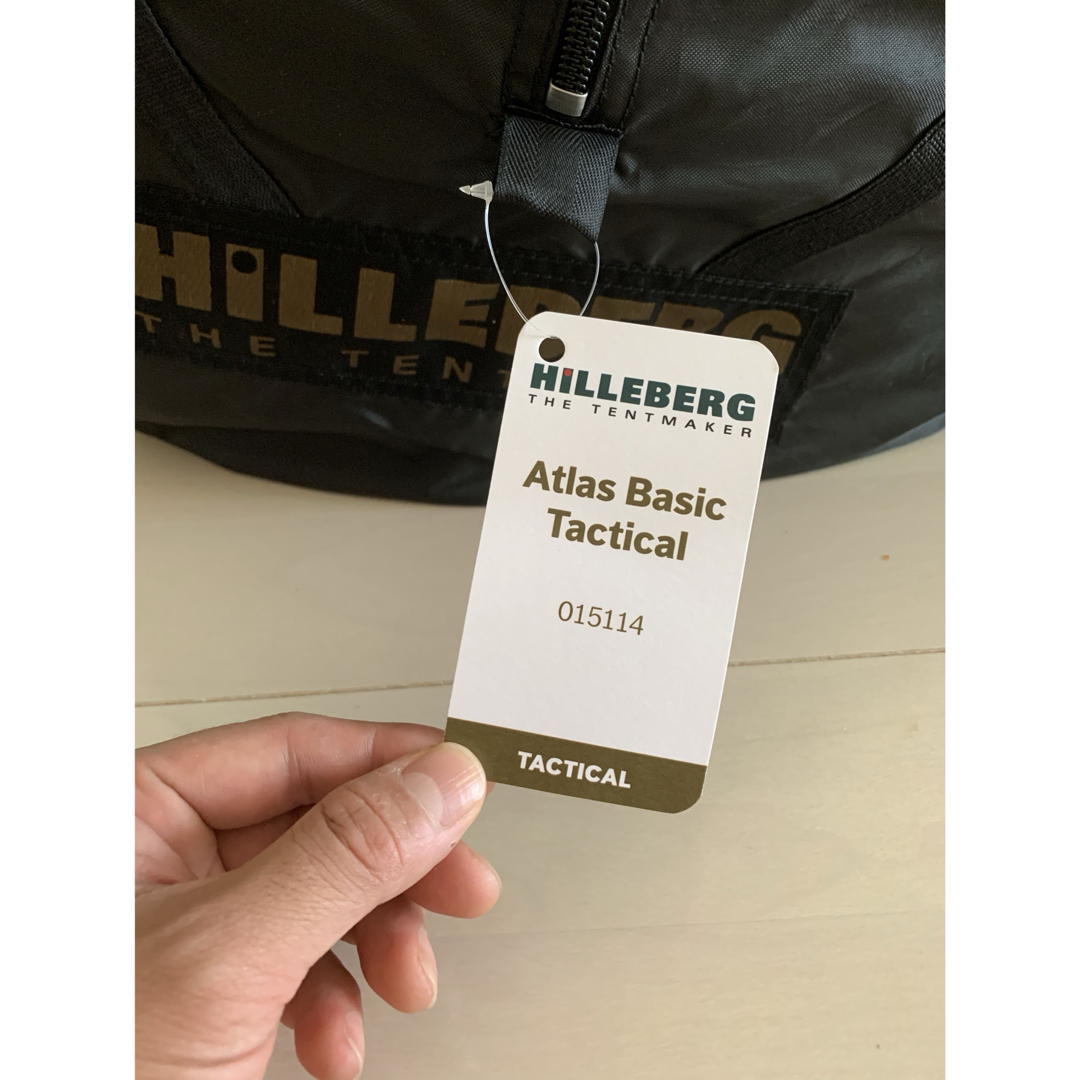 HiLLEBERG
THE TENT
HiLLEBERG
THE TENTMAKER
Atlas Basic
Tactical
015114
TACTICAL